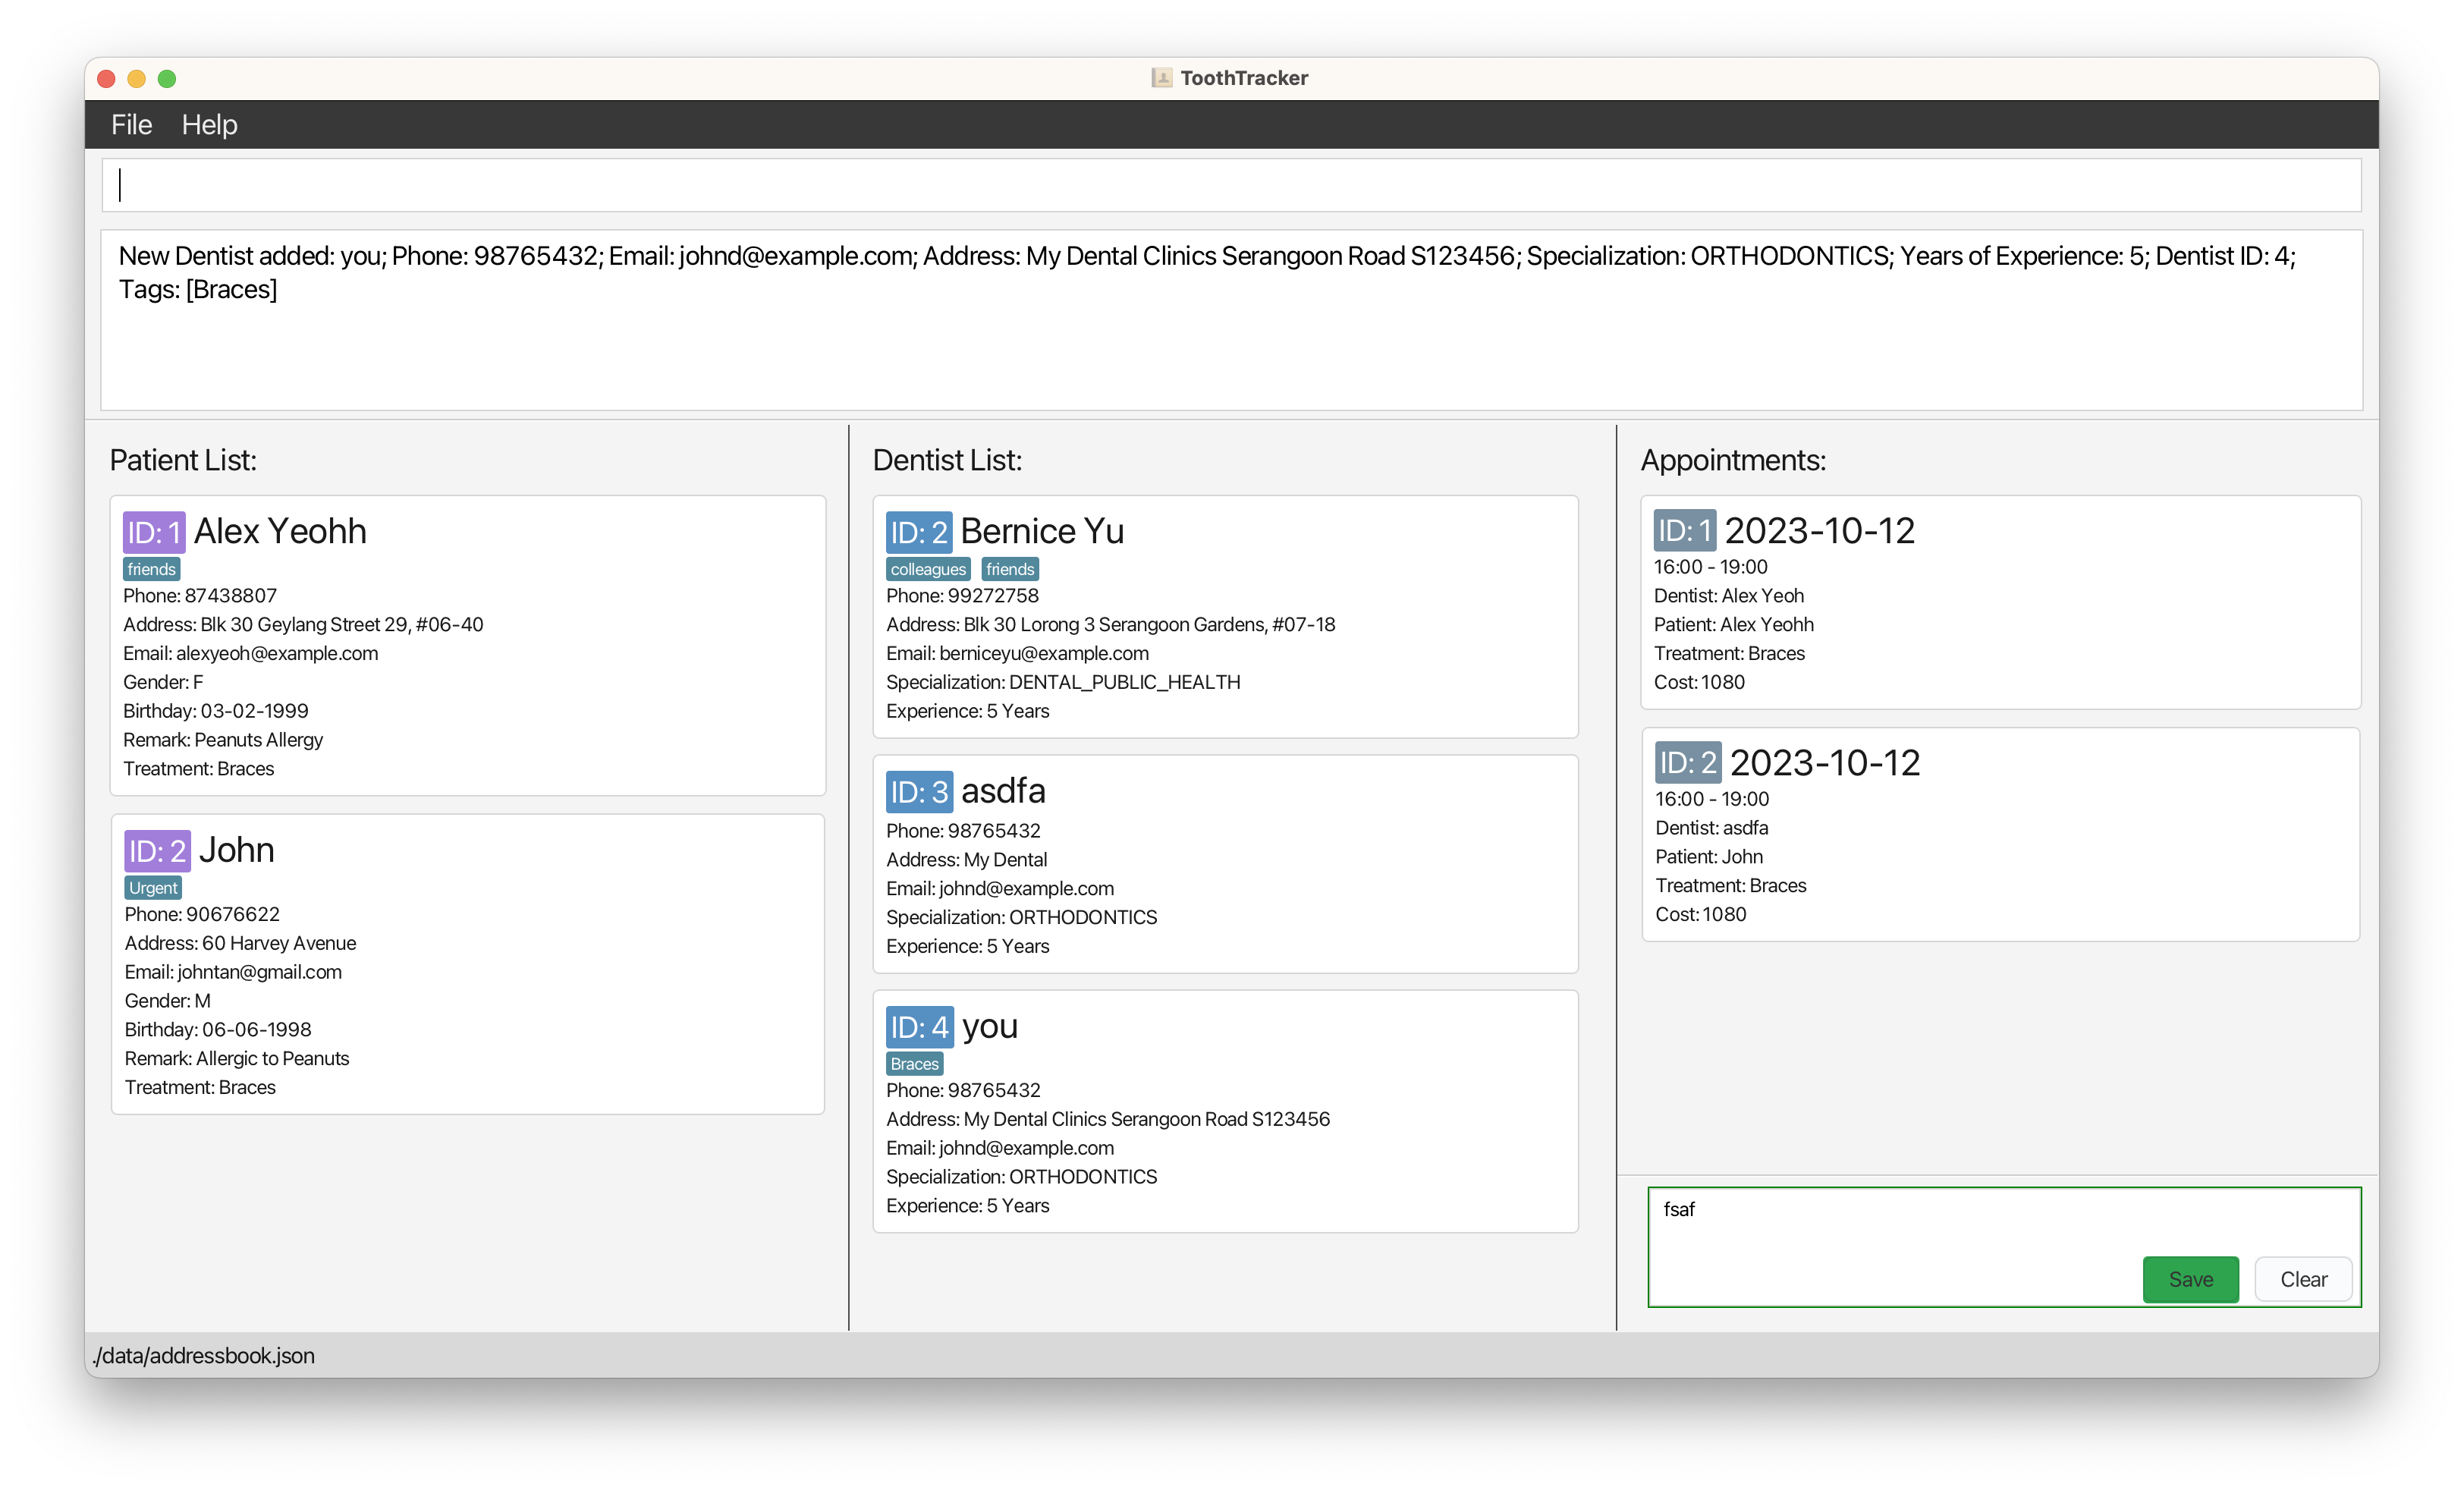 ToothTracker
File Help
New Dentist added: you; Phone: 98765432; Email: johnd@example.com; Address: My Dental Clinics Serangoon Road S123456; Specialization: ORTHODONTICS; Years of Experience: 5; Dentist ID: 4;
Tags: [Braces]
Patient List:
ID: 1 Alex Yeohh
friends
Phone: 87438807
Address: Blk 30 Geylang Street 29, #06-40
Email: alexyeoh@example.com
Gender: F
Birthday: 03-02-1999
Remark: Peanuts Allergy
Treatment: Braces
ID: 2 John
Urgent
Phone: 90676622
Address: 60 Harvey Avenue
Email: johntan@gmail.com
Gender: M
Birthday: 06-06-1998
Remark: Allergic to Peanuts
Treatment: Braces
Dentist List:
ID: 2 Bernice Yu
colleagues friends
Phone: 99272758
Address: Blk 30 Lorong 3 Serangoon Gardens, #07-18
Email: berniceyu@example.com
Specialization: DENTAL_PUBLIC_HEALTH
Experience: 5 Years
ID: 3 asdfa
Phone: 98765432
Address: My Dental
Email: johnd@example.com
Specialization: ORTHODONTICS
Experience: 5 Years
ID: 4 you
Braces
Phone: 98765432
Address: My Dental Clinics Serangoon Road S123456
Email: johnd@example.com
Specialization: ORTHODONTICS
Experience: 5 Years
Appointments:
ID: 1 2023-10-12
16:00 - 19:00
Dentist: Alex Yeoh
Patient: Alex Yeohh
Treatment: Braces
Cost: 1080
ID: 2 2023-10-12
16:00 - 19:00
Dentist: asdfa
Patient: John
Treatment: Braces
Cost: 1080
fsaf
Save Clear
./data/addressbook.json